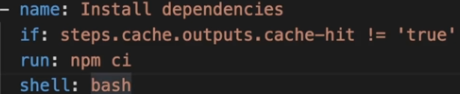 - name: Install dependencies
if: steps.cache.outputs.cache-hit != 'true'
run: npm ci
shell: bash